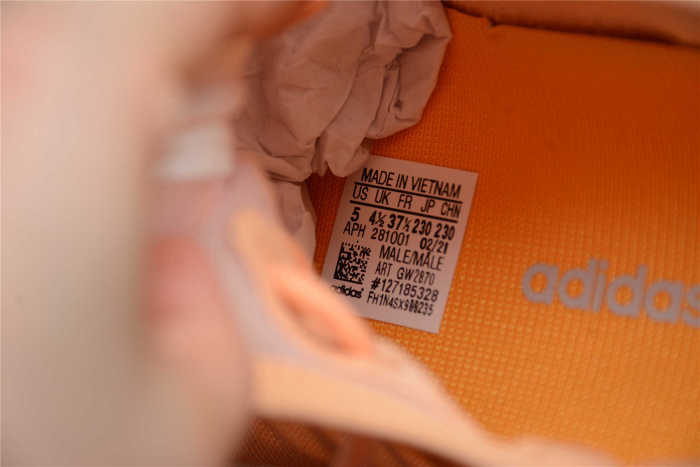 MADE IN VIETNAM
US UK FR JP CHN
5 4½ 37⅓ 230 230
APH 281001 02/21
MALE/MÂLE
ART GW2870
#127185328
adidas
adidas